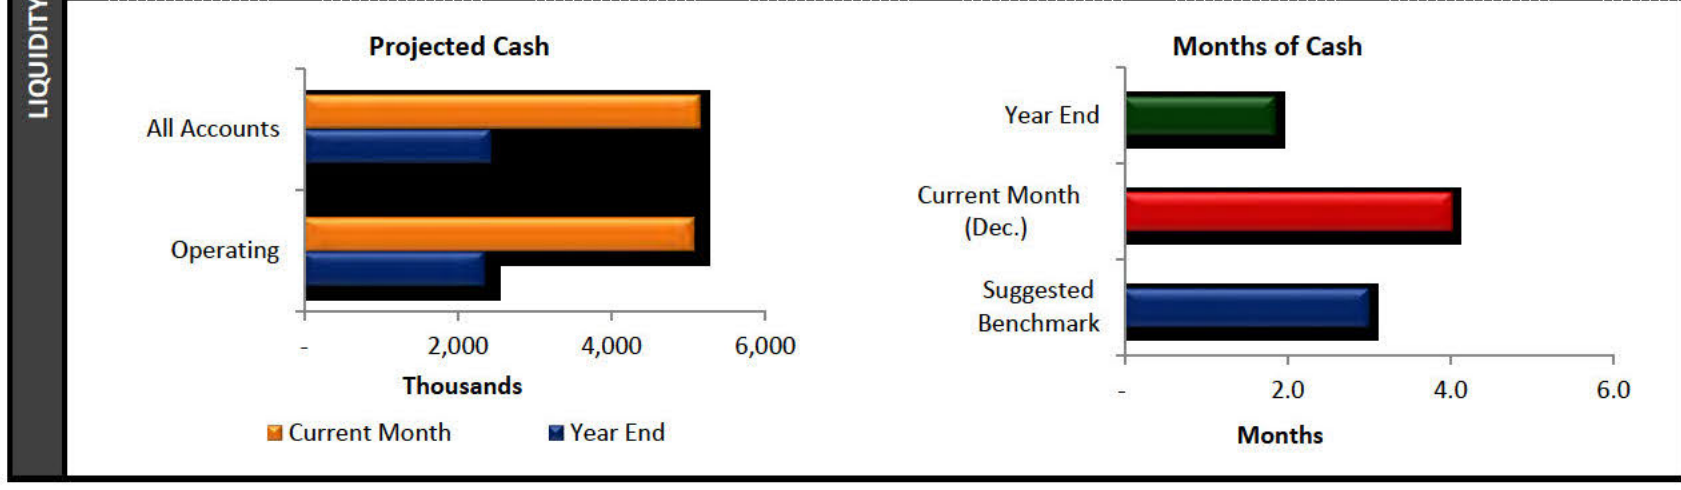 LIQUIDITY
Projected Cash
All Accounts
Operating
-
2,000
4,000
6,000
Thousands
Current Month
Year End
Months of Cash
Year End
Current Month
(Dec.)
Suggested
Benchmark
-
2.0
4.0
6.0
Months